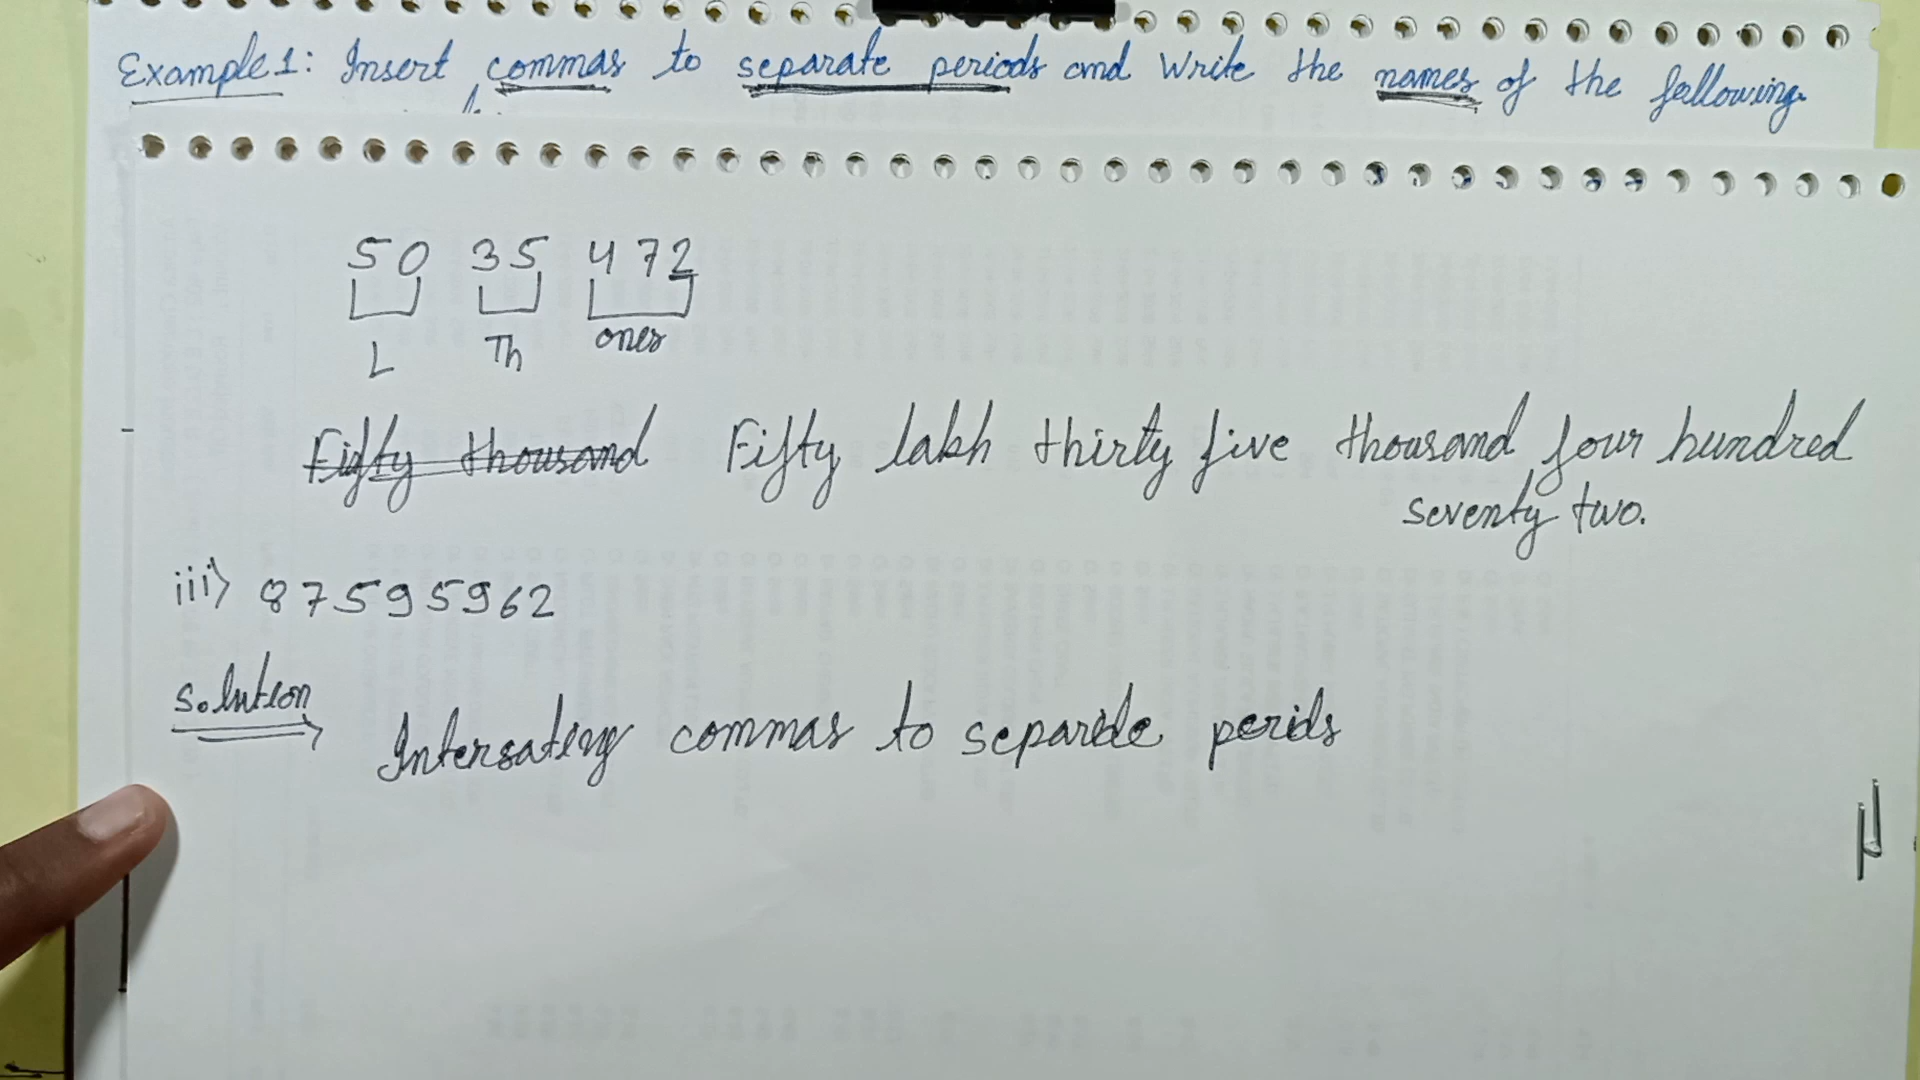 Example 1: Insert commas to separate periods and Write the names of the following.
50 35 472
L Th ones
Fifty thousand Fifty lakh thirty five thousand four hundred
seventy two.
iii) 87595962
Solution
Intersating commas to separate perids